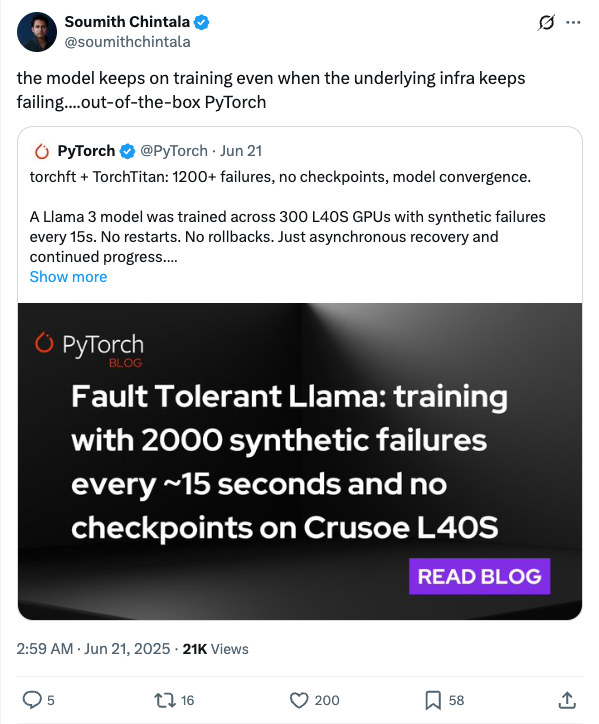 Soumith Chintala
@soumithchintala
the model keeps on training even when the underlying infra keeps
failing....out-of-the-box PyTorch
PyTorch @PyTorch · Jun 21
torchft + TorchTitan: 1200+ failures, no checkpoints, model convergence.
A Llama 3 model was trained across 300 L40S GPUs with synthetic failures
every 15s. No restarts. No rollbacks. Just asynchronous recovery and
continued progress....
Show more
PyTorch
BLOG
Fault Tolerant Llama: training
with 2000 synthetic failures
every ~15 seconds and no
checkpoints on Crusoe L40S
READ BLOG
2:59 AM · Jun 21, 2025 · 21K Views
5 16 200 58